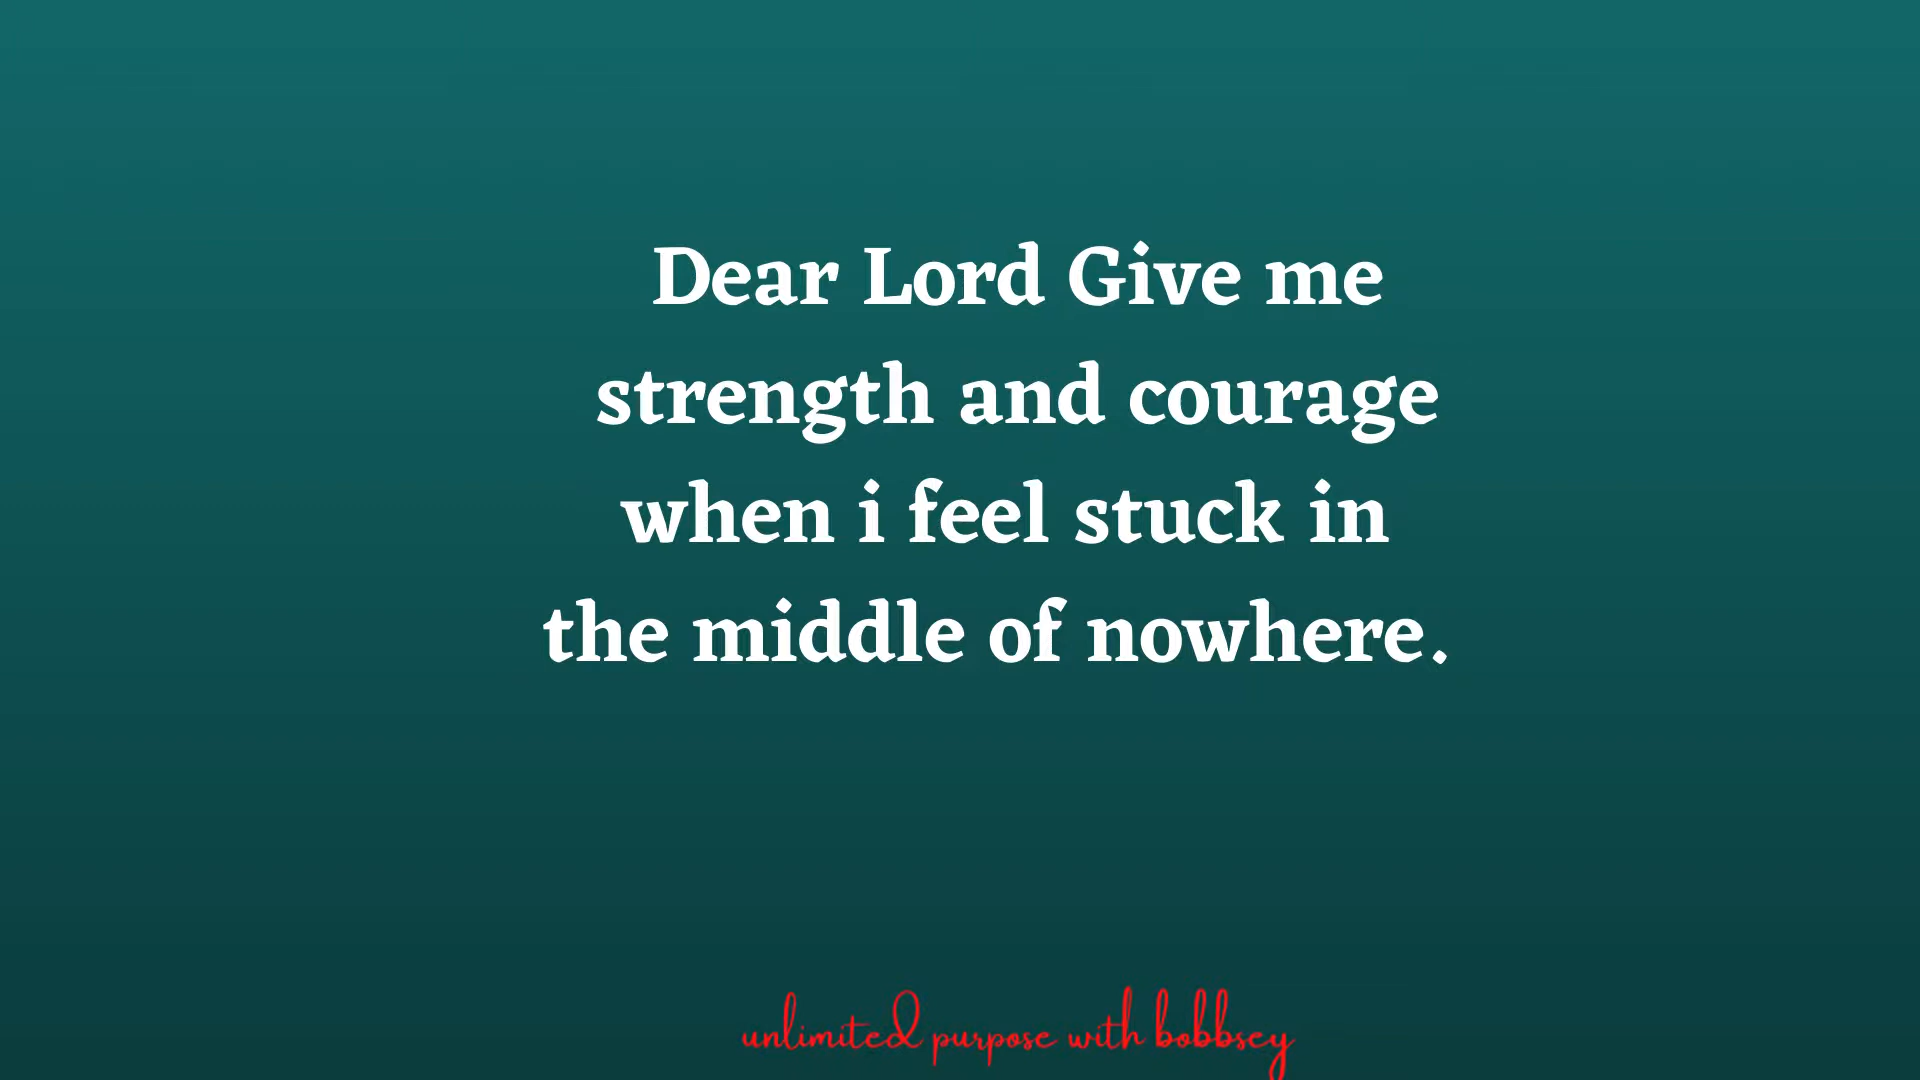 Dear Lord Give me
strength and courage
when i feel stuck in
the middle of nowhere.
unlimited purpose with bobbsey